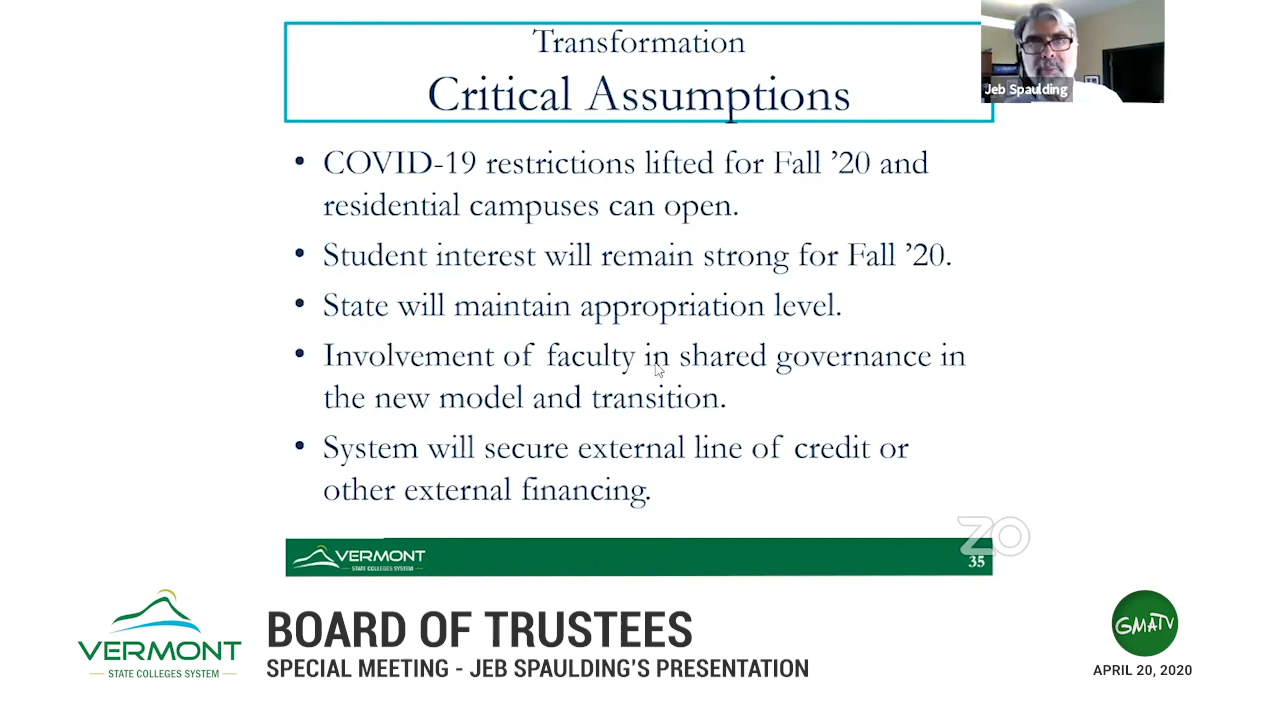 Transformation
Critical Assumptions
Jeb Spaulding
• COVID-19 restrictions lifted for Fall ’20 and
residential campuses can open.
• Student interest will remain strong for Fall ’20.
• State will maintain appropriation level.
• Involvement of faculty in shared governance in
the new model and transition.
• System will secure external line of credit or
other external financing.
VERMONT
STATE COLLEGES SYSTEM
ZO
35
VERMONT
STATE COLLEGES SYSTEM
BOARD OF TRUSTEES
SPECIAL MEETING - JEB SPAULDING’S PRESENTATION
GMATV
APRIL 20, 2020